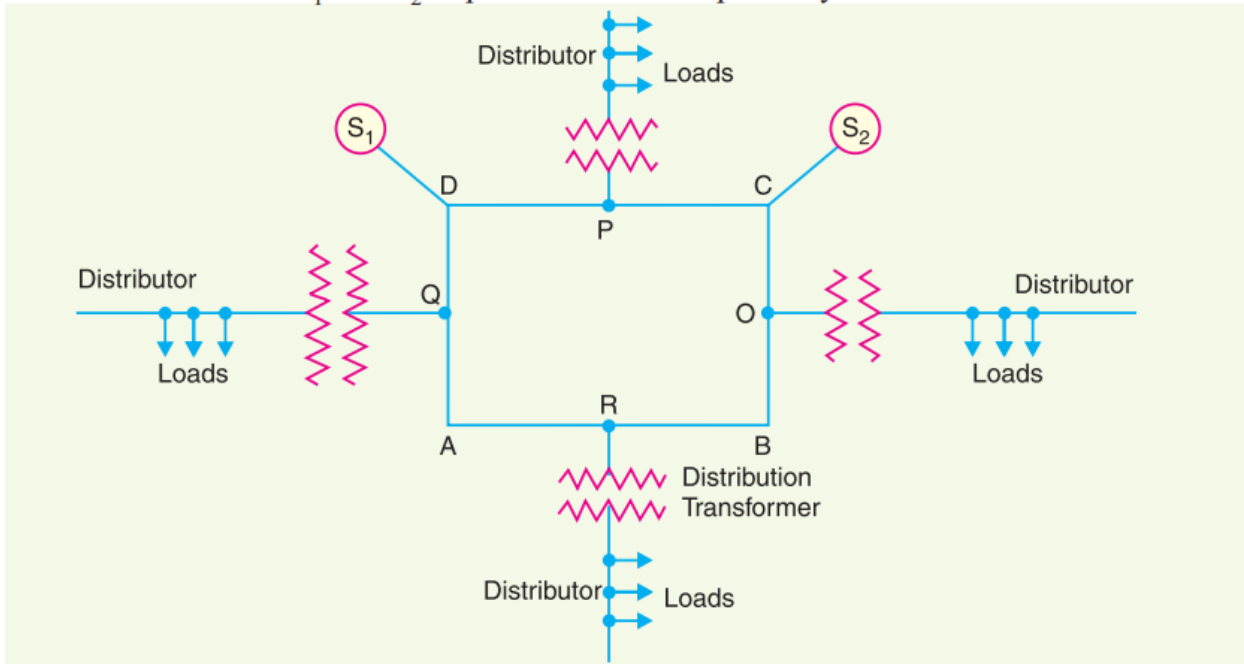 Distributor
Loads
S1
S2
D
C
P
Distributor
Q
Loads
O
Distributor
Loads
R
A
B
Distribution
Transformer
Distributor
Loads